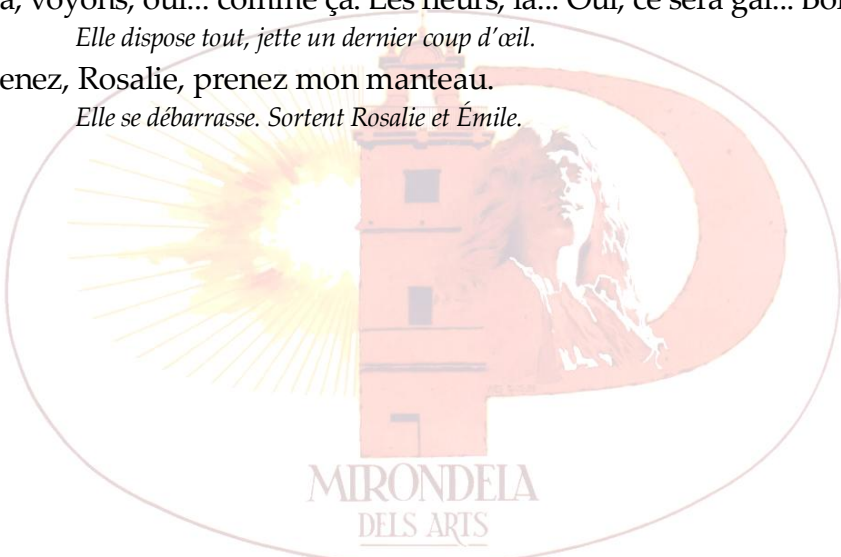 voyons, oui... comme ça. Les fleurs, là... Oui, ce sera gai...
Elle dispose tout, jette un dernier coup d'œil.
enez, Rosalie, prenez mon manteau.
Elle se débarrasse. Sortent Rosalie et Émile.
MIRONDELA
DELS ARTS